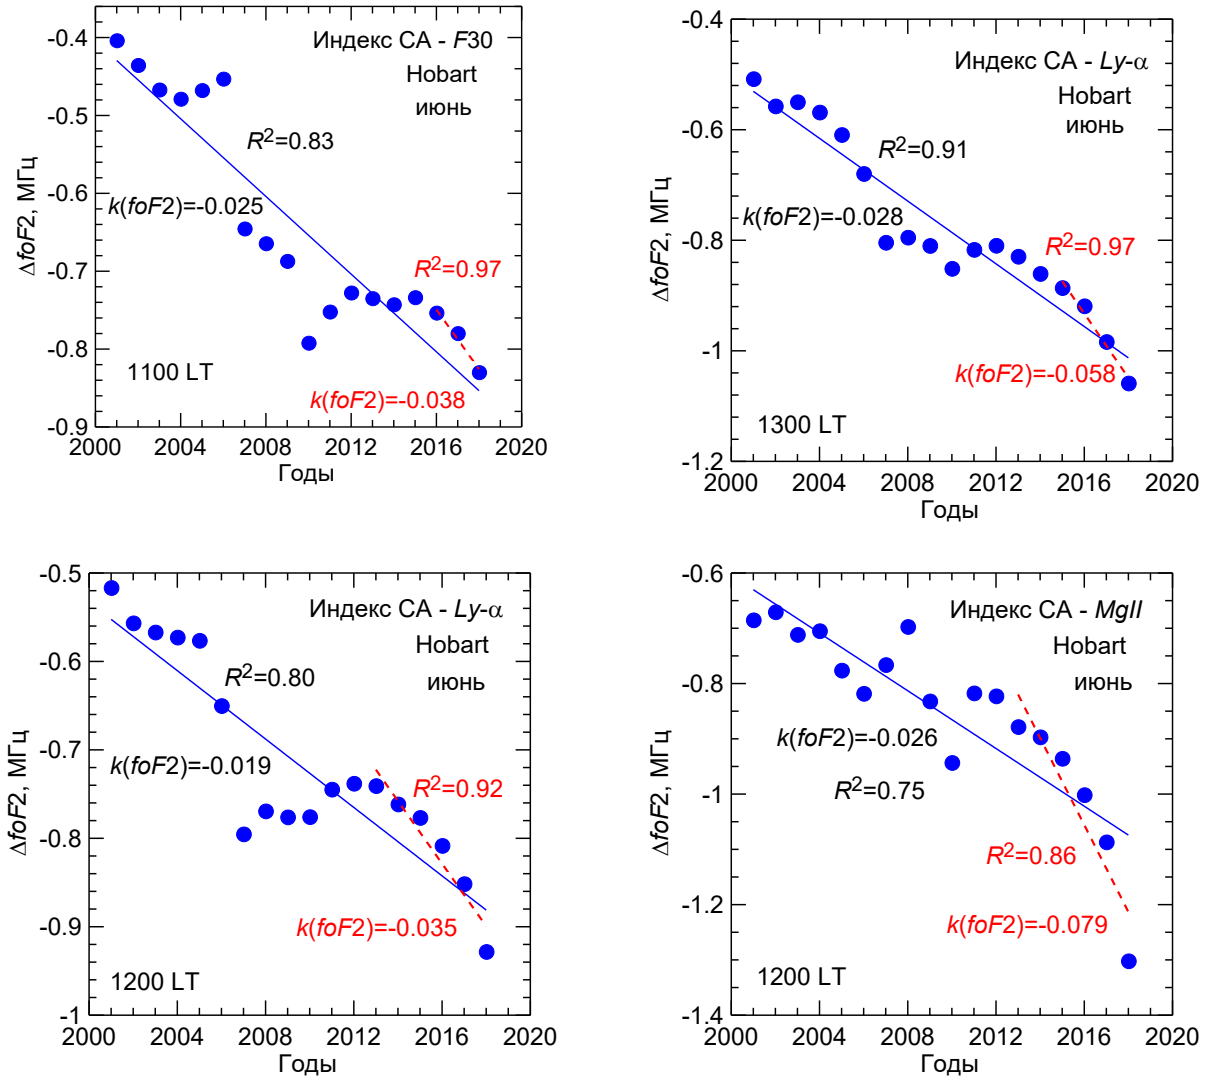 -0.4
-0.5
-0.6
-0.7
-0.8
-0.9
ΔfoF2, МГц
Индекс СА - F30
Hobart
июнь
R²=0.83
k(foF2)=-0.025
R²=0.97
k(foF2)=-0.038
1100 LT
2000 2004 2008 2012 2016 2020
Годы
-0.4
-0.6
-0.8
-1
-1.2
ΔfoF2, МГц
Индекс СА - Ly-α
Hobart
июнь
R²=0.91
k(foF2)=-0.028
R²=0.97
k(foF2)=-0.058
1300 LT
2000 2004 2008 2012 2016 2020
Годы
-0.5
-0.6
-0.7
-0.8
-0.9
-1
ΔfoF2, МГц
Индекс СА - Ly-α
Hobart
июнь
R²=0.80
k(foF2)=-0.019
R²=0.92
k(foF2)=-0.035
1200 LT
2000 2004 2008 2012 2016 2020
Годы
-0.6
-0.8
-1
-1.2
-1.4
ΔfoF2, МГц
Индекс СА - MgII
Hobart
июнь
k(foF2)=-0.026
R²=0.75
R²=0.86
k(foF2)=-0.079
1200 LT
2000 2004 2008 2012 2016 2020
Годы